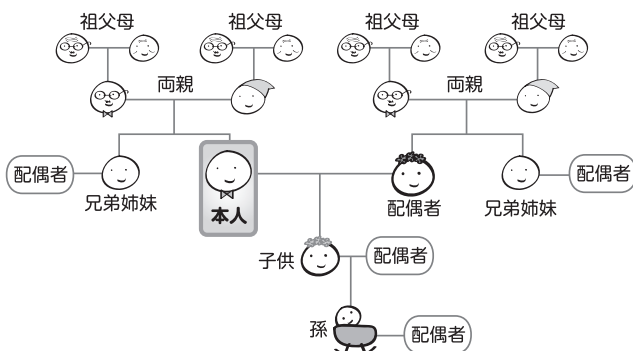 祖父母 祖父母 祖父母 祖父母
両親 両親
配偶者 兄弟姉妹 本人 配偶者 兄弟姉妹 配偶者
子供 配偶者
孫 配偶者